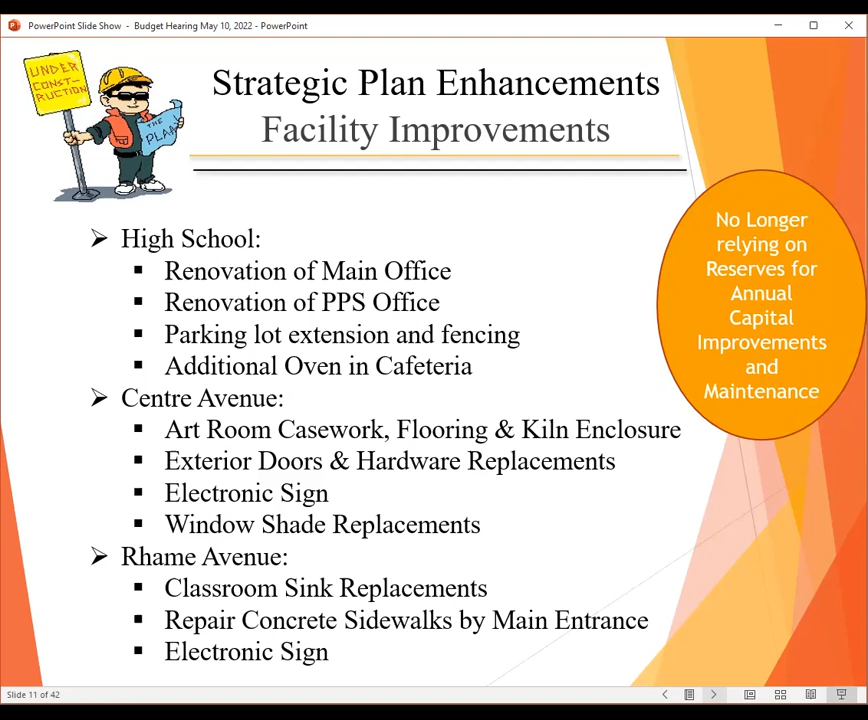 PowerPoint Slide Show - Budget Hearing May 10, 2022 - PowerPoint
UNDER
CONST-
RUCTION
THE
PLAN
Strategic Plan Enhancements
Facility Improvements
No Longer
relying on
Reserves for
Annual
Capital
Improvements
and
Maintenance
High School:
Renovation of Main Office
Renovation of PPS Office
Parking lot extension and fencing
Additional Oven in Cafeteria
Centre Avenue:
Art Room Casework, Flooring & Kiln Enclosure
Exterior Doors & Hardware Replacements
Electronic Sign
Window Shade Replacements
Rhame Avenue:
Classroom Sink Replacements
Repair Concrete Sidewalks by Main Entrance
Electronic Sign
Slide 11 of 42